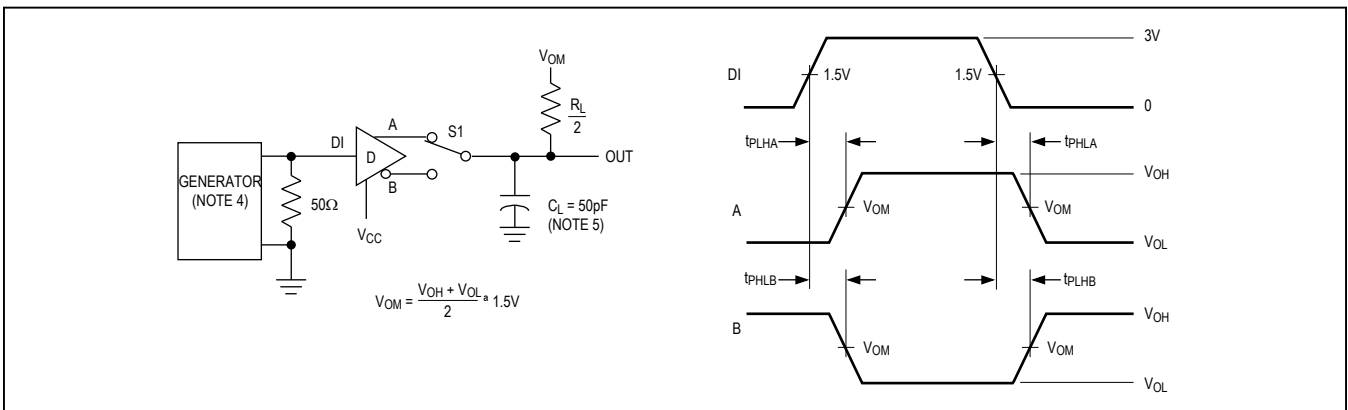 GENERATOR
(NOTE 4)
50Ω
DI
D
A
B
VCC
S1
VOM
RL
2
OUT
CL = 50pF
(NOTE 5)
VOM = VOH + VOL
2
ª 1.5V
DI
1.5V
1.5V
3V
0
tPLHA
tPHLA
A
VOM
VOM
VOH
VOL
tPHLB
tPLHB
B
VOM
VOM
VOH
VOL